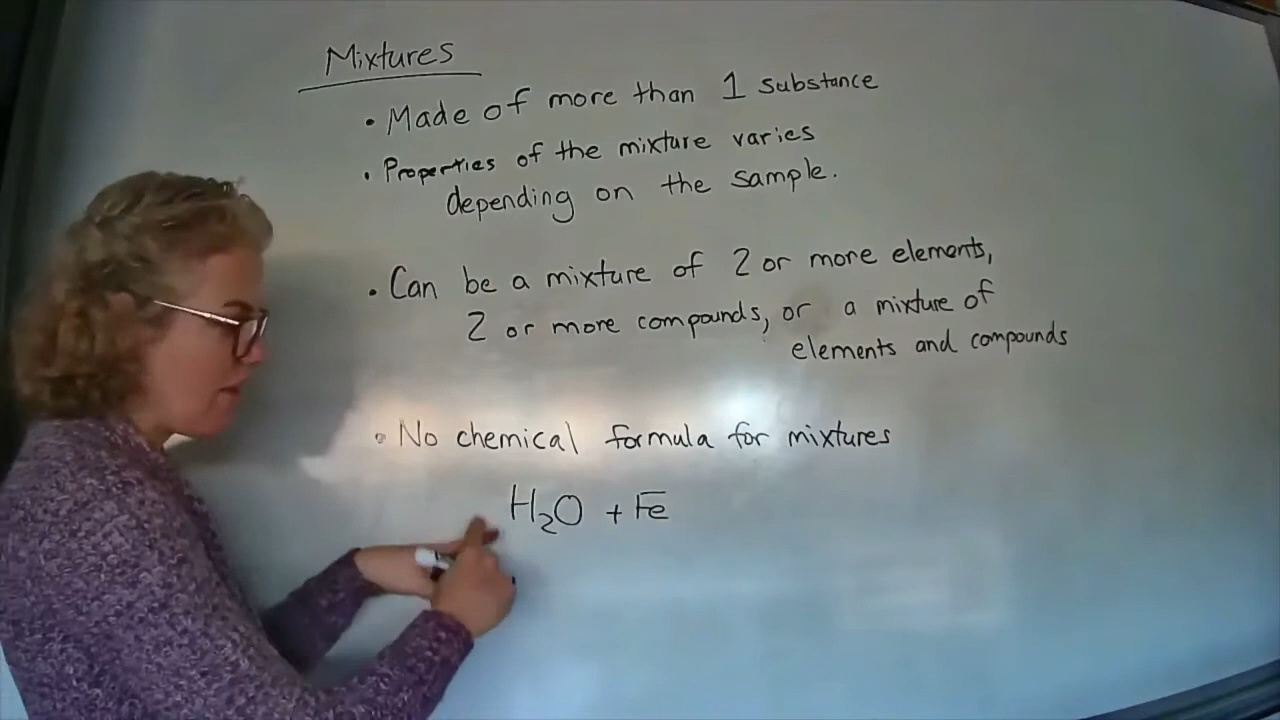 Mixtures
• Made of more than 1 substance
• Properties of the mixture varies
depending on the sample.
• Can be a mixture of 2 or more elements,
2 or more compounds, or a mixture of
elements and compounds
• No chemical formula for mixtures
H₂O + Fe